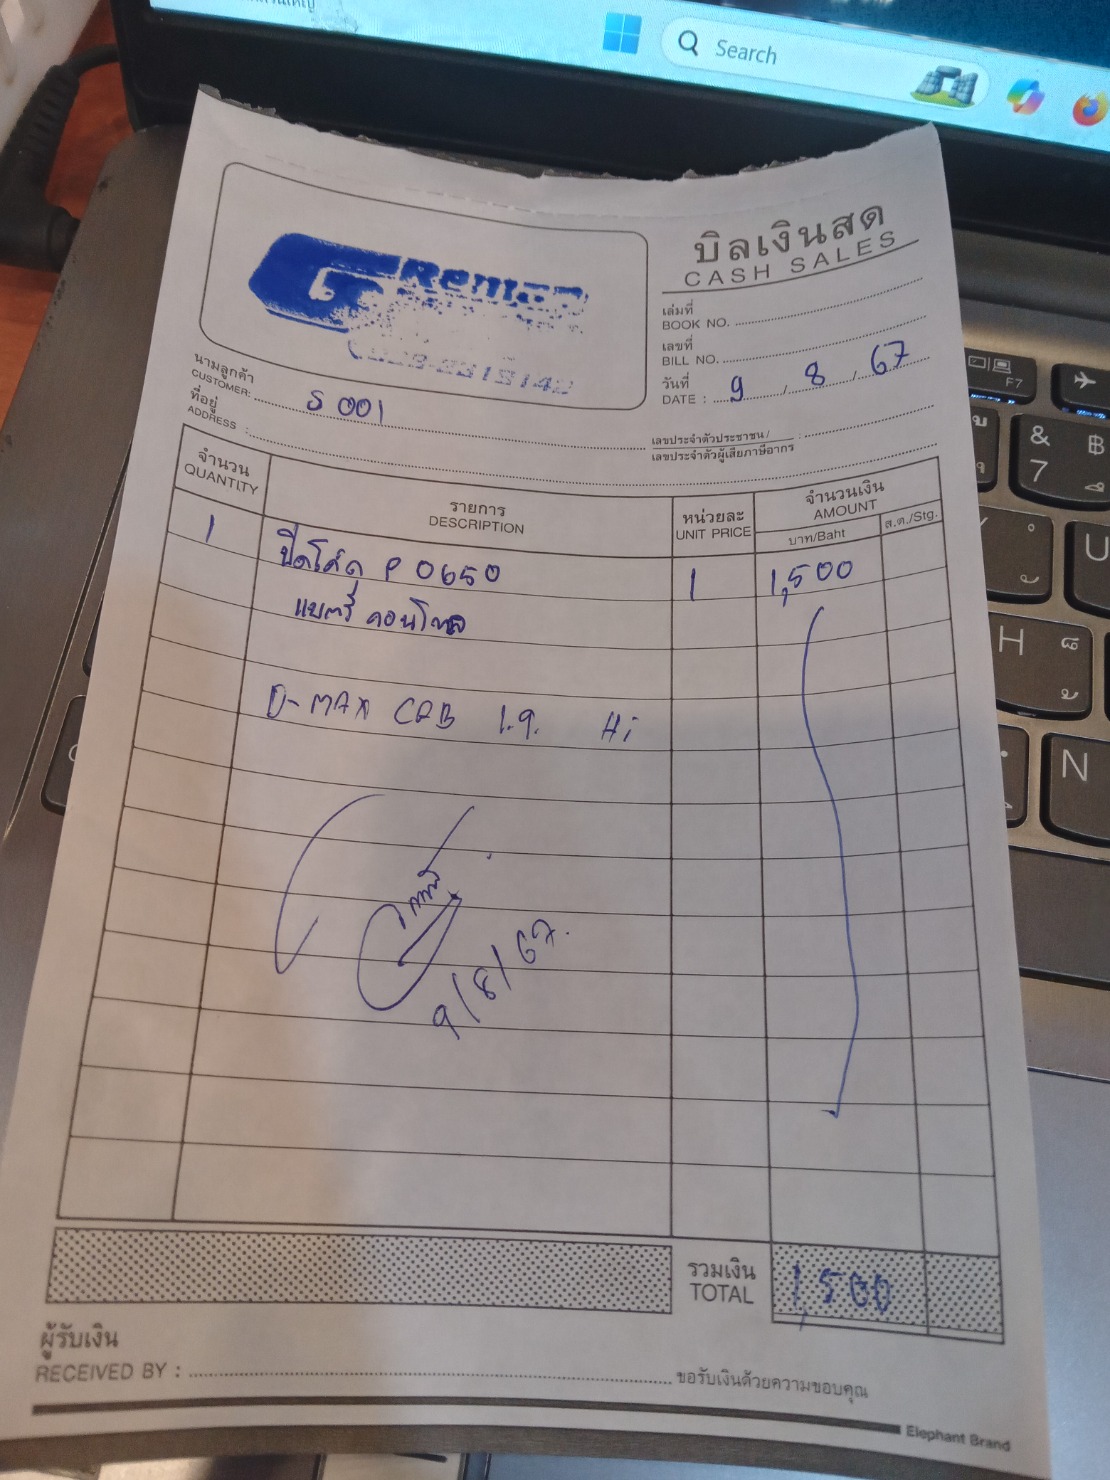 Search
บิลเงินสด
CASH SALES
G Remap
เล่มที่
BOOK NO.
เลขที่
BILL NO.
วันที่
DATE : 9 / 8 / 67
นามลูกค้า
CUSTOMER: S 001
ที่อยู่
ADDRESS :
เลขประจำตัวประชาชน/
เลขประจำตัวผู้เสียภาษีอากร :
จำนวน
QUANTITY
รายการ
DESCRIPTION
หน่วยละ
UNIT PRICE
จำนวนเงิน
AMOUNT
บาท/Baht
ส.ต./Stg.
1 ปิดโค้ด P 0650 1 1,500
แบตรี่ คอนโทล
D-MAX CAB 1.9. Hi
9/8/67.
รวมเงิน
TOTAL 1,500
ผู้รับเงิน
RECEIVED BY :
ขอรับเงินด้วยความขอบคุณ
Elephant Brand
F7
&
7
฿
U
H
N